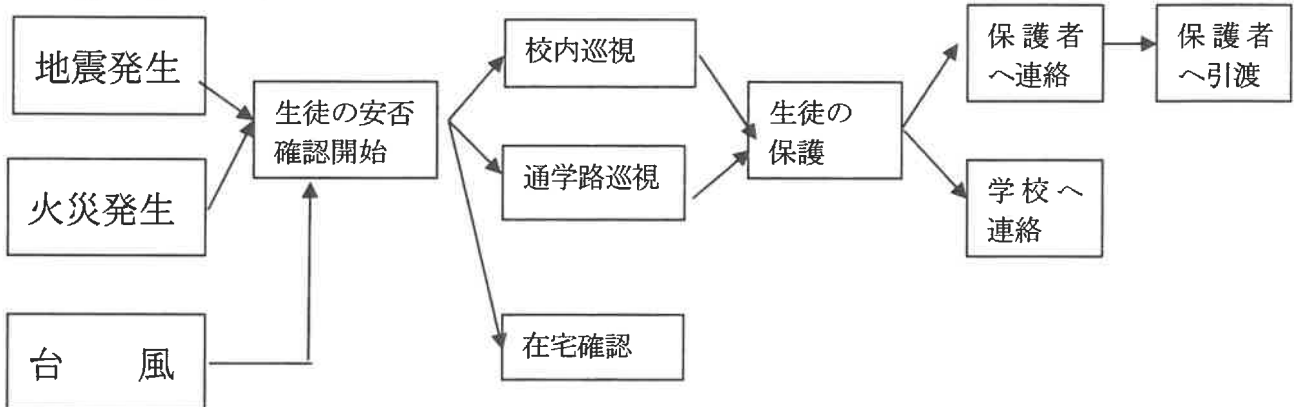 地震発生
火災発生
台　　風
生徒の安否
確認開始
校内巡視
通学路巡視
在宅確認
生徒の
保護
保護者
へ連絡
学校へ
連絡
保護者
へ引渡